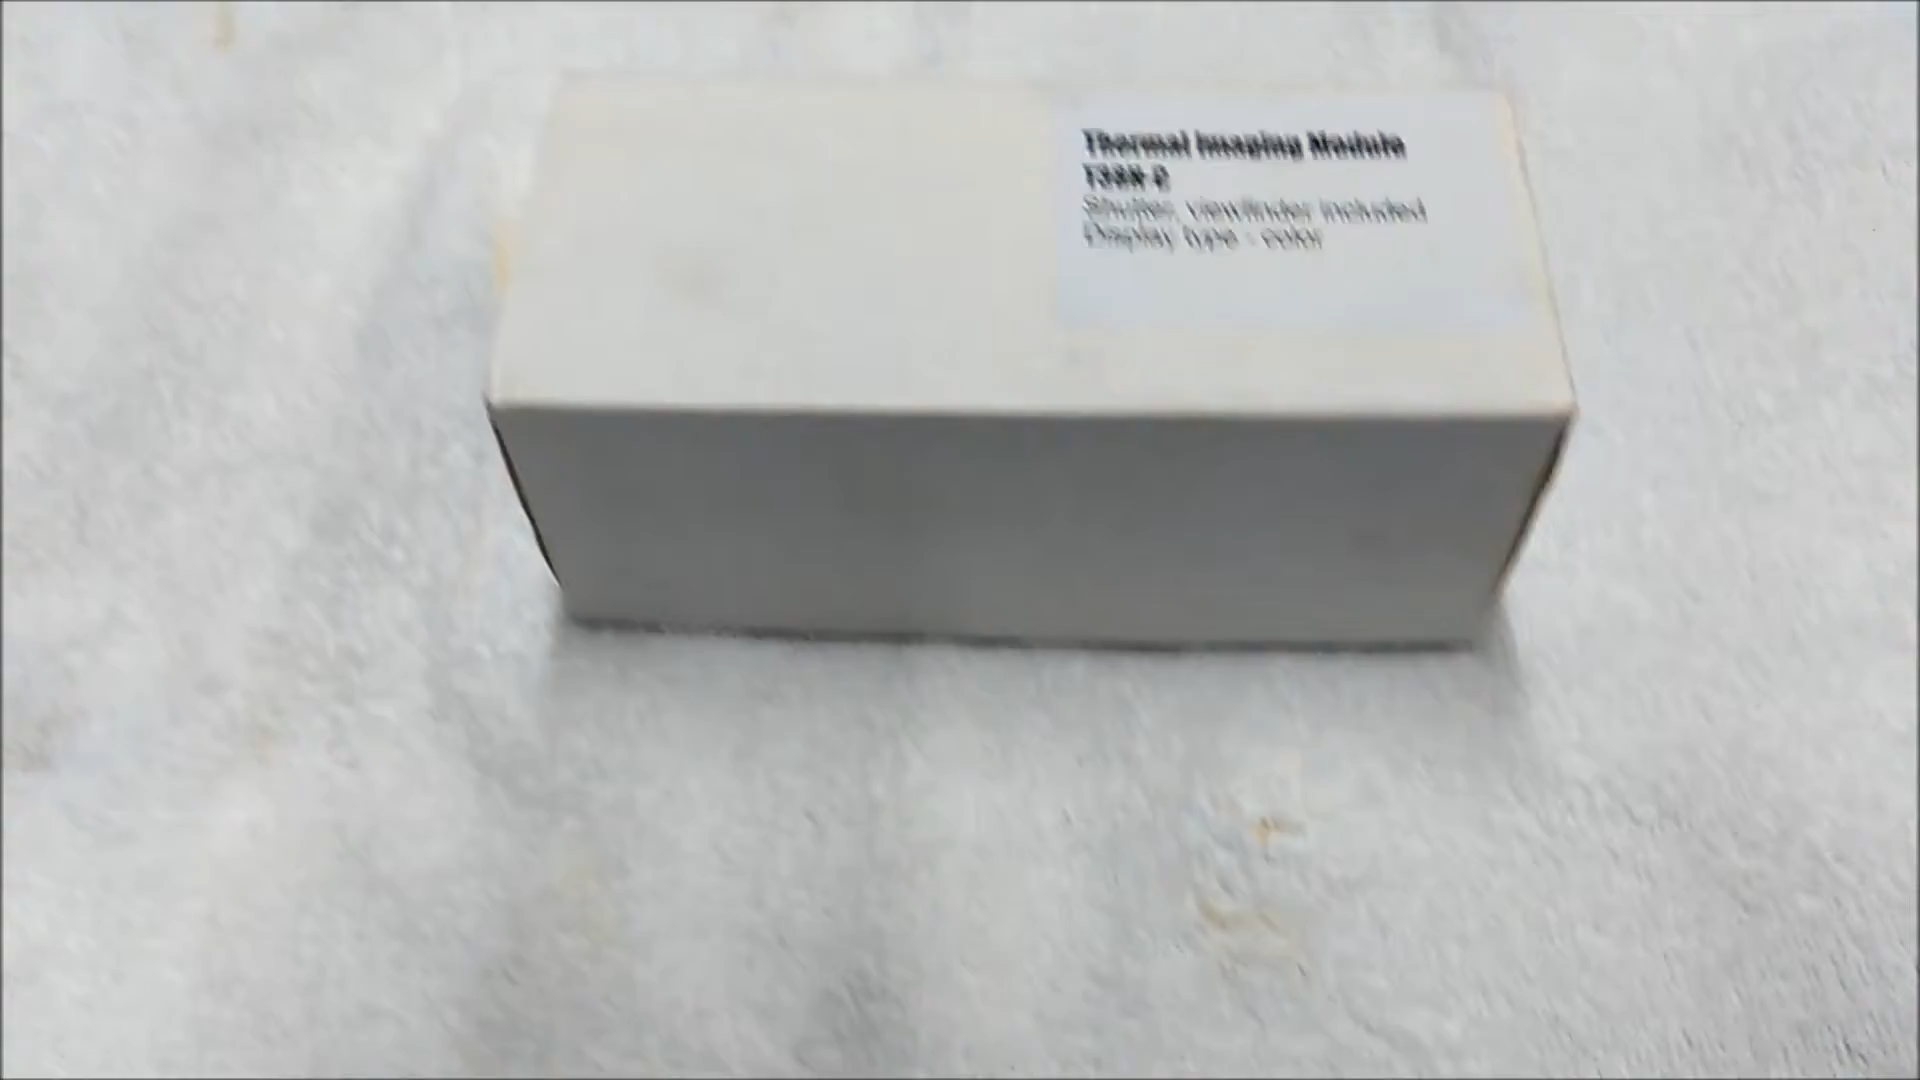 Thermal Imaging Module
Shutter, viewfinder included
Display type - color